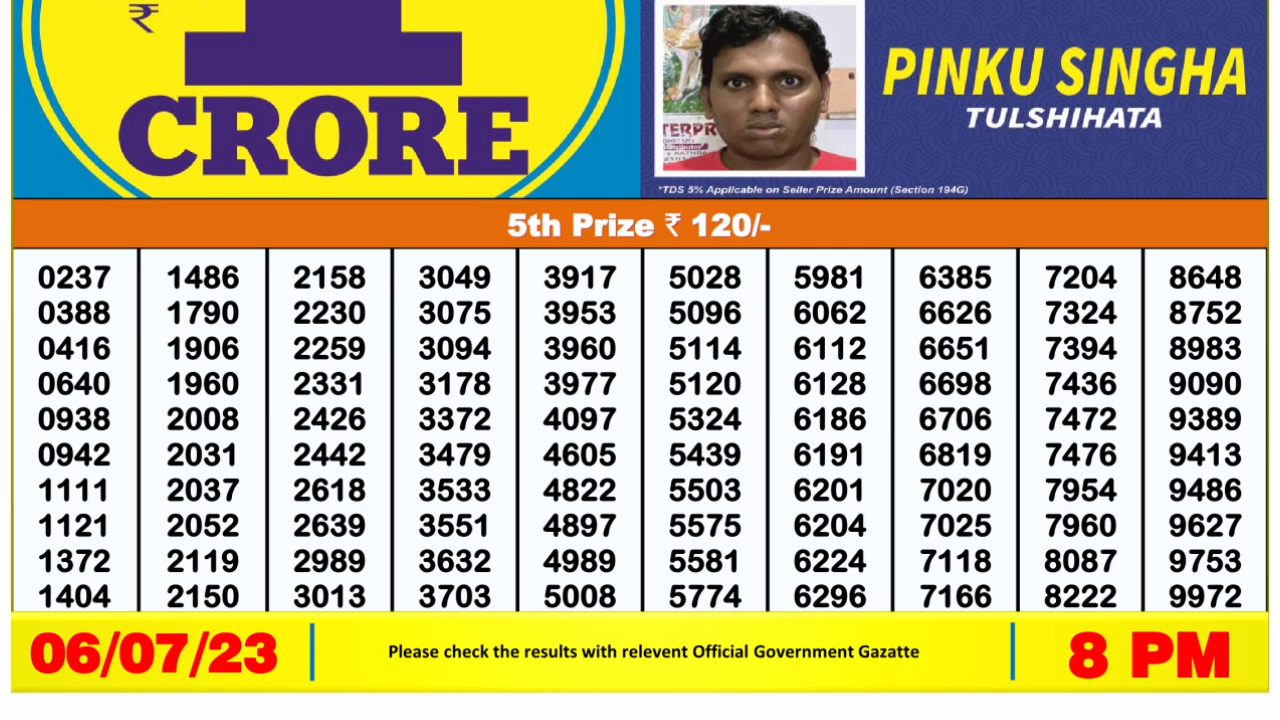 ₹ 1
CRORE
TERPR
PINKU SINGHA
TULSHIHATA
*TDS 5% Applicable on Seller Prize Amount (Section 194G)
5th Prize ₹ 120/-
0237 1486 2158 3049 3917 5028 5981 6385 7204 8648
0388 1790 2230 3075 3953 5096 6062 6626 7324 8752
0416 1906 2259 3094 3960 5114 6112 6651 7394 8983
0640 1960 2331 3178 3977 5120 6128 6698 7436 9090
0938 2008 2426 3372 4097 5324 6186 6706 7472 9389
0942 2031 2442 3479 4605 5439 6191 6819 7476 9413
1111 2037 2618 3533 4822 5503 6201 7020 7954 9486
1121 2052 2639 3551 4897 5575 6204 7025 7960 9627
1372 2119 2989 3632 4989 5581 6224 7118 8087 9753
1404 2150 3013 3703 5008 5774 6296 7166 8222 9972
06/07/23 Please check the results with relevent Official Government Gazatte 8 PM